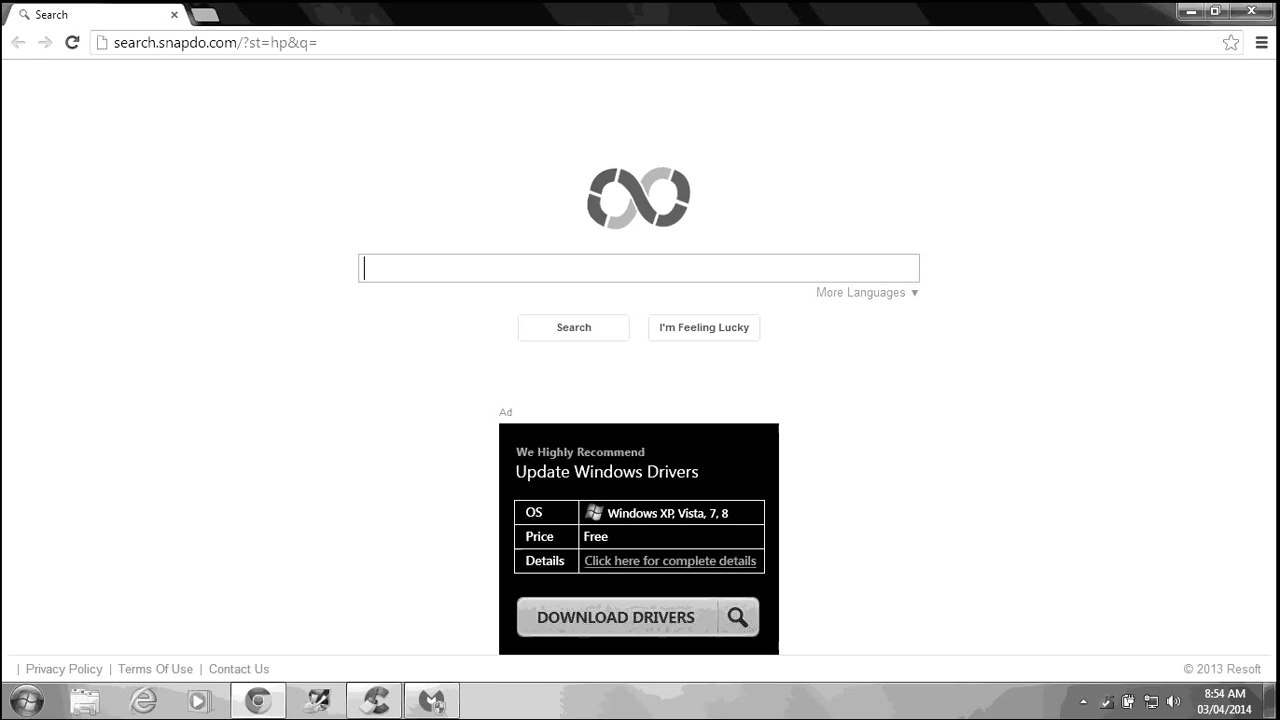 Search
search.snapdo.com/?st=hp&q=
More Languages ▼
Search
I'm Feeling Lucky
Ad
We Highly Recommend
Update Windows Drivers
OS Windows XP, Vista, 7, 8
Price Free
Details Click here for complete details
DOWNLOAD DRIVERS
| Privacy Policy | Terms Of Use | Contact Us
© 2013 Resoft
8:54 AM
03/04/2014